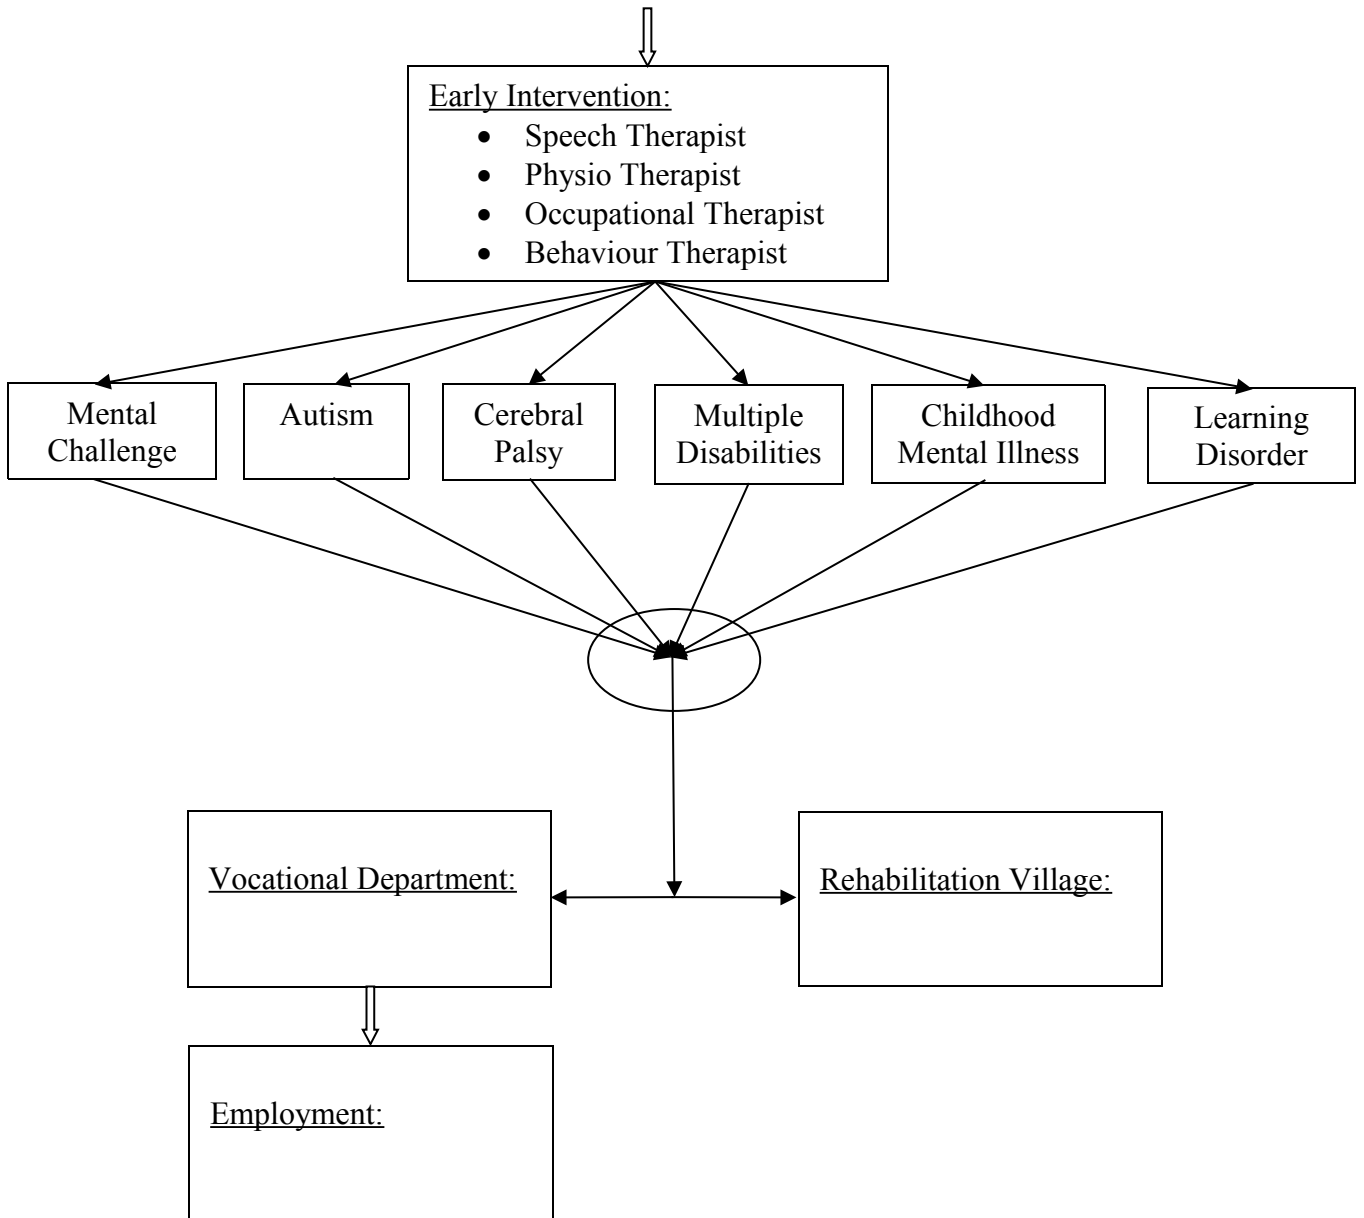 Early Intervention:
• Speech Therapist
• Physio Therapist
• Occupational Therapist
• Behaviour Therapist
Mental
Challenge
Autism
Cerebral
Palsy
Multiple
Disabilities
Childhood
Mental Illness
Learning
Disorder
Vocational Department:
Rehabilitation Village:
Employment: